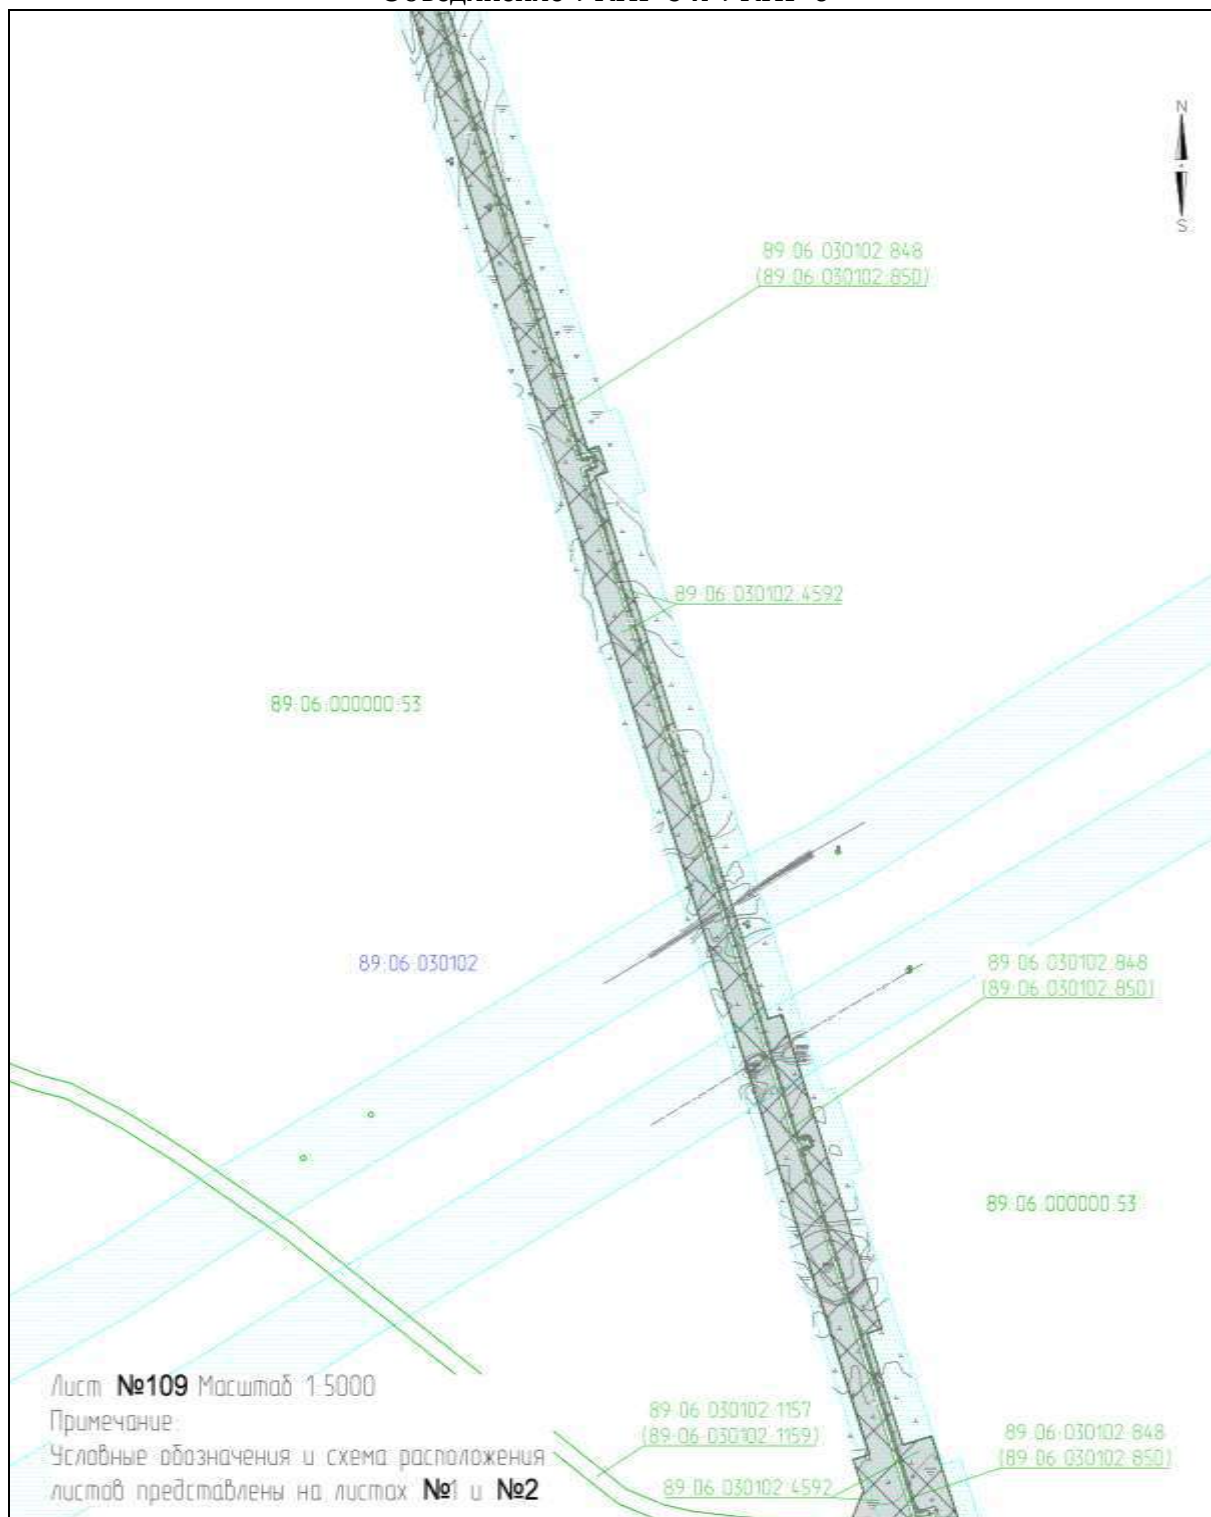 N
S
89:06:030102:848
(89:06:030102:850)
89:06:030102:4592
89:06:000000:53
89:06:030102
89:06:030102:848
(89:06:030102:850)
89:06:000000:53
Лист №109 Масштаб 1:5000
Примечание:
Условные обозначения и схема расположения
листов представлены на листах №1 и №2
89:06:030102:1157
(89:06:030102:1159)
89:06:030102:4592
89:06:030102:848
(89:06:030102:850)